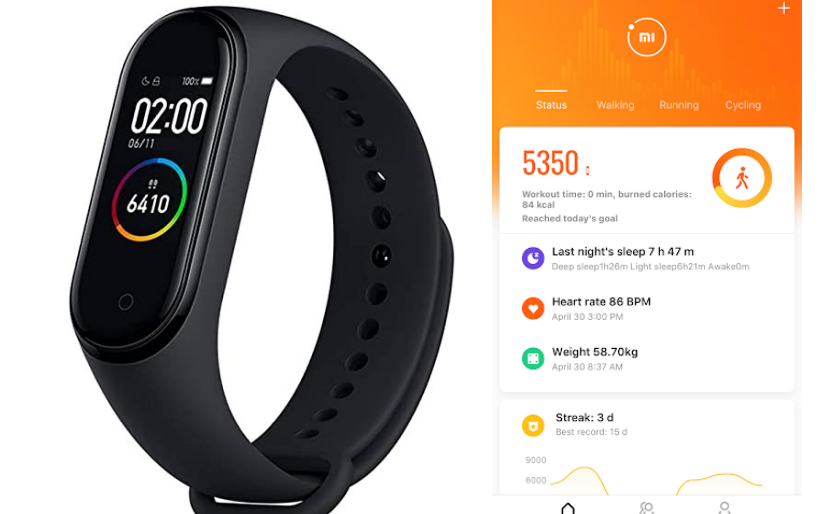 100%
02:00
06/11
6410
mi
Status
Walking
Running
Cycling
5350
Workout time: 0 min, burned calories:
84 kcal
Reached today's goal
Last night's sleep 7 h 47 m
Deep sleep1h26m Light sleep6h21m Awake0m
Heart rate 86 BPM
April 30 3:00 PM
Weight 58.70kg
April 30 8:37 AM
Streak: 3 d
Best record: 15 d
9000
6000